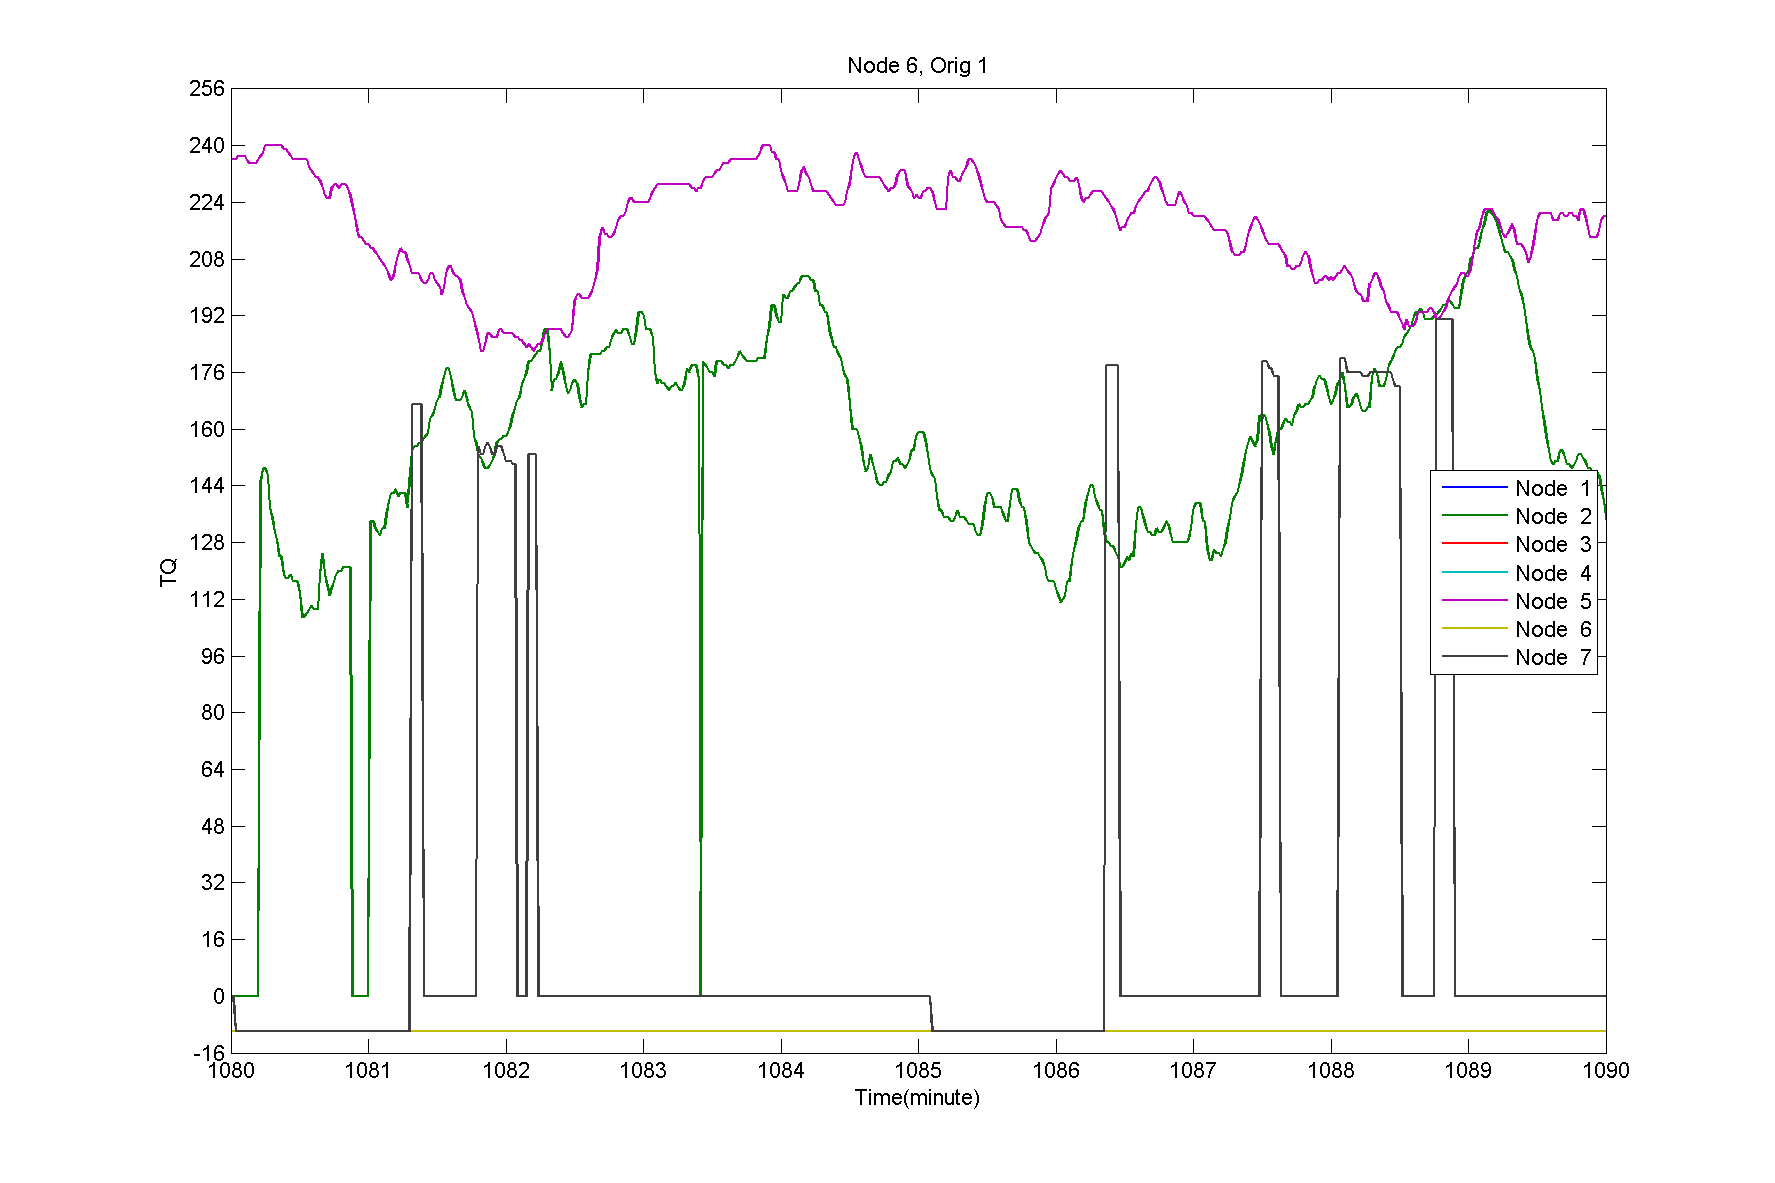 Node 6, Orig 1
256
240
224
208
192
176
160
144
128
112
96
80
64
48
32
16
0
-16
TQ
Node 1
Node 2
Node 3
Node 4
Node 5
Node 6
Node 7
1080 1081 1082 1083 1084 1085 1086 1087 1088 1089 1090
Time(minute)